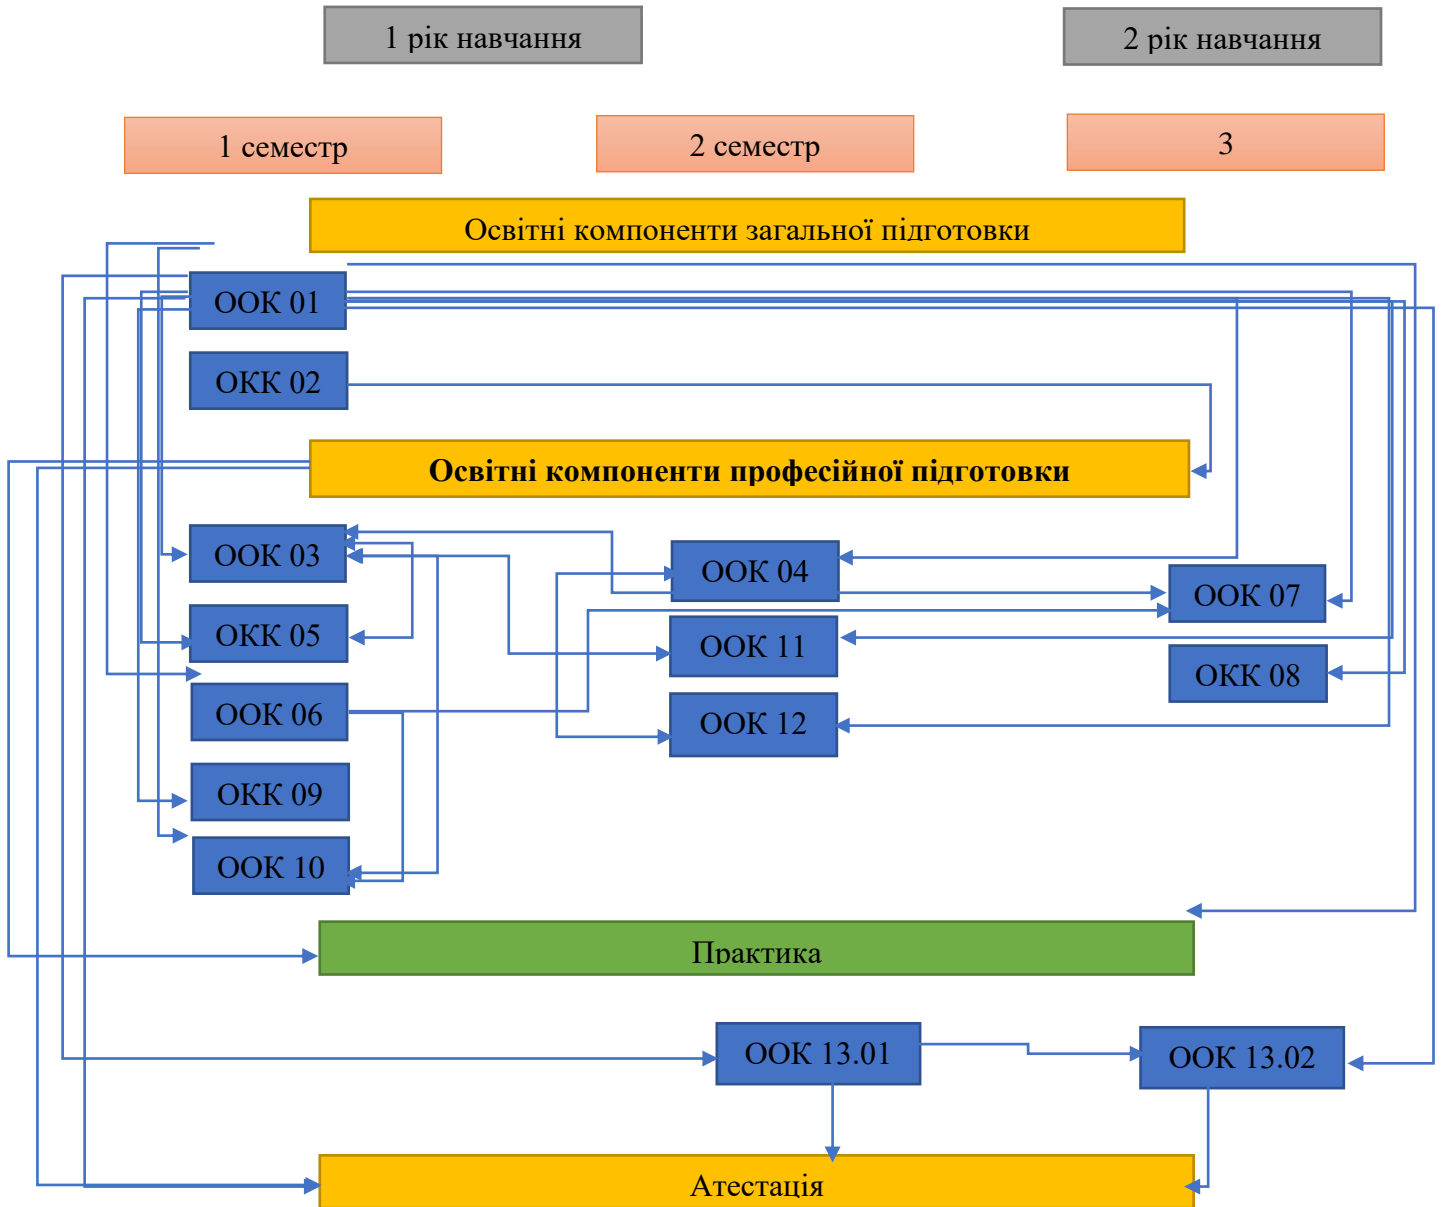 1 рік навчання
2 рік навчання
1 семестр
2 семестр
3
Освітні компоненти загальної підготовки
ООК 01
ОКК 02
Освітні компоненти професійної підготовки
ООК 03
ООК 04
ООК 07
ОКК 05
ООК 11
ОКК 08
ООК 06
ООК 12
ОКК 09
ООК 10
Практика
ООК 13.01
ООК 13.02
Атестація